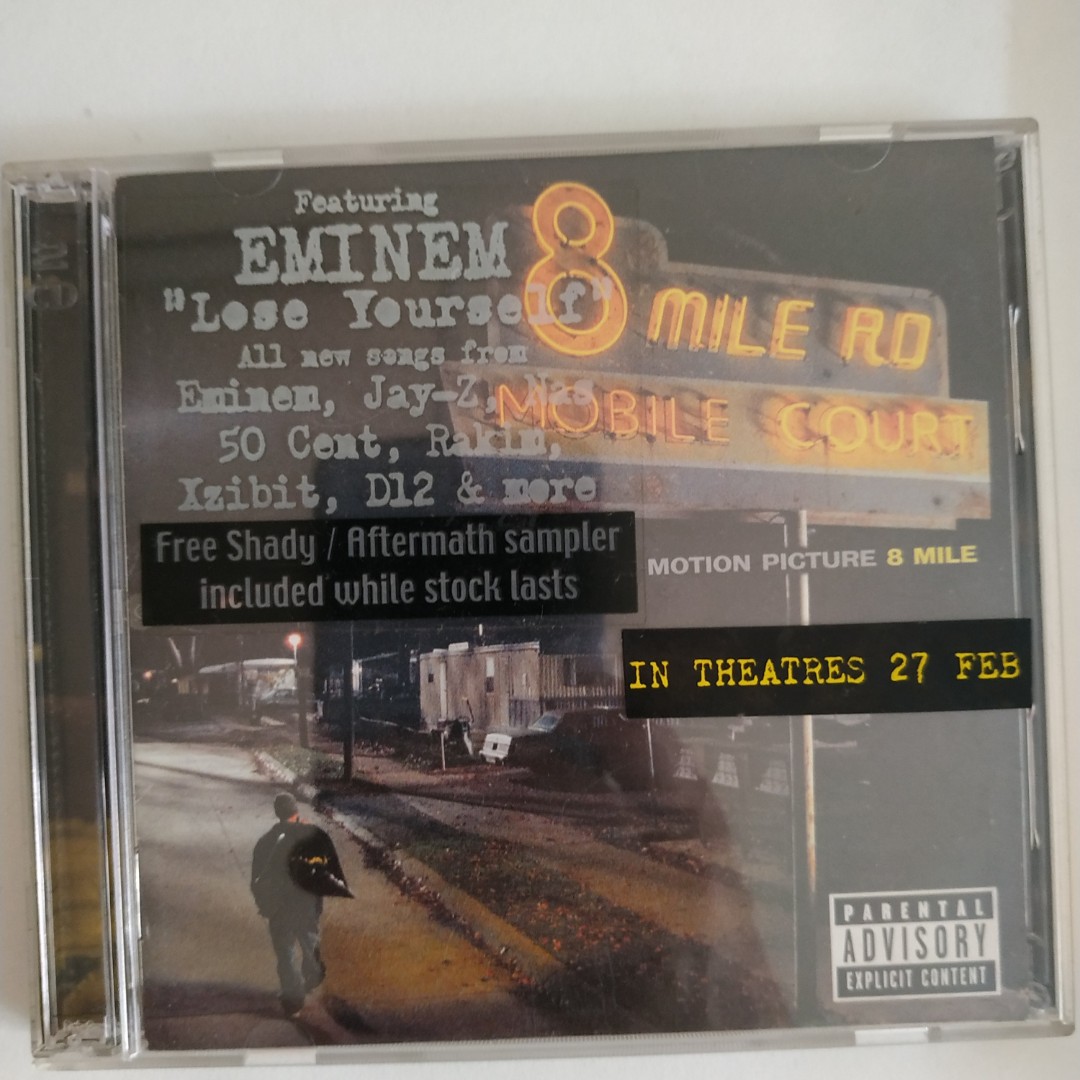 Featuring
EMINEM
"Lose Yourself"
All new songs from
Eminem, Jay-Z, Nas
50 Cent, Rakim,
Xzibit, D12 & more
Free Shady / Aftermath sampler
included while stock lasts
8 MILE RD
MOBILE COURT
MOTION PICTURE 8 MILE
IN THEATRES 27 FEB
PARENTAL
ADVISORY
EXPLICIT CONTENT